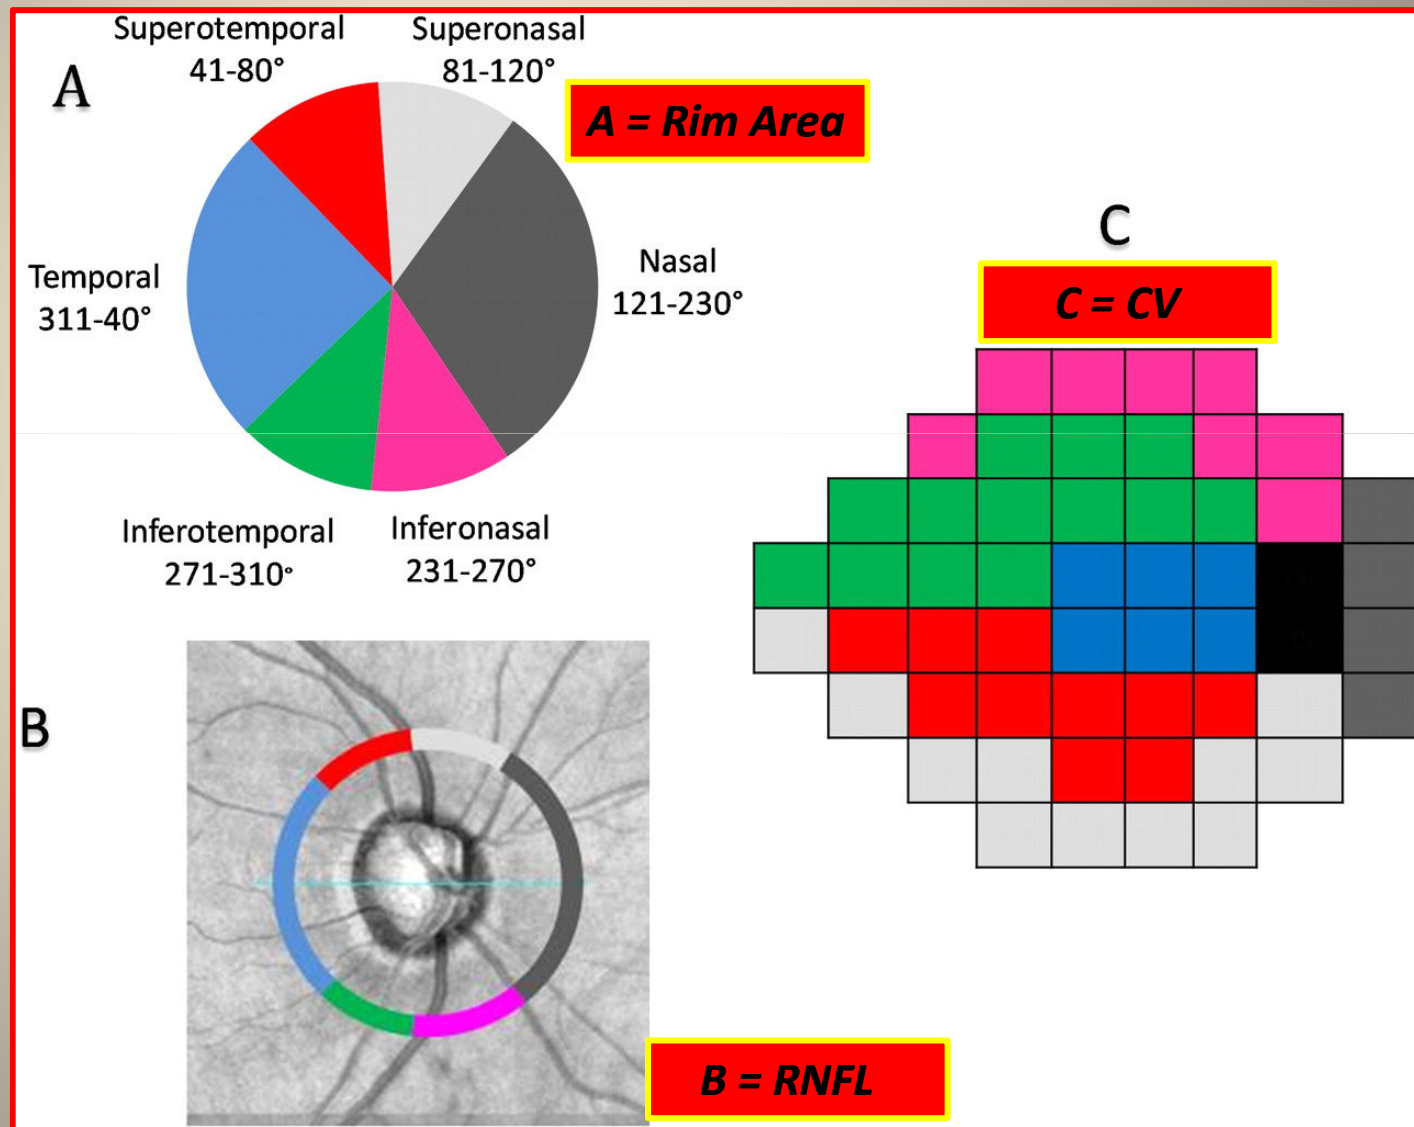 Superotemporal
41-80°
Superonasal
81-120°
A
A = Rim Area
C
Nasal
121-230°
Temporal
311-40°
C = CV
Inferotemporal
271-310°
Inferonasal
231-270°
B
B = RNFL